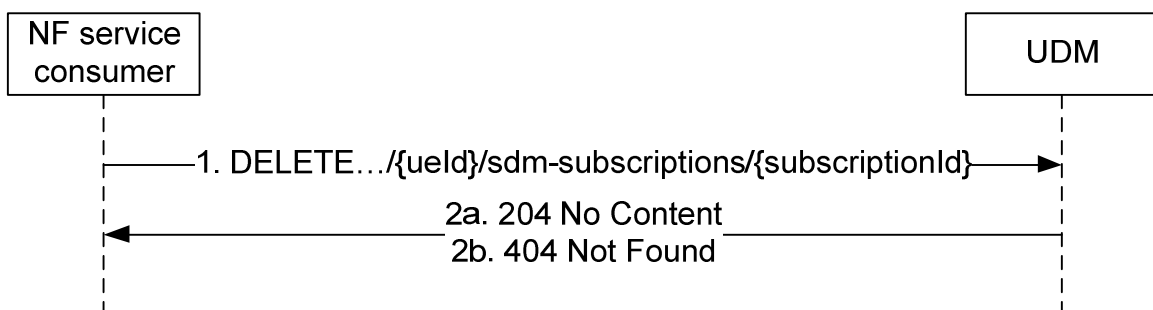 NF service
consumer
UDM
1. DELETE…/{ueId}/sdm-subscriptions/{subscriptionId}
2a. 204 No Content
2b. 404 Not Found